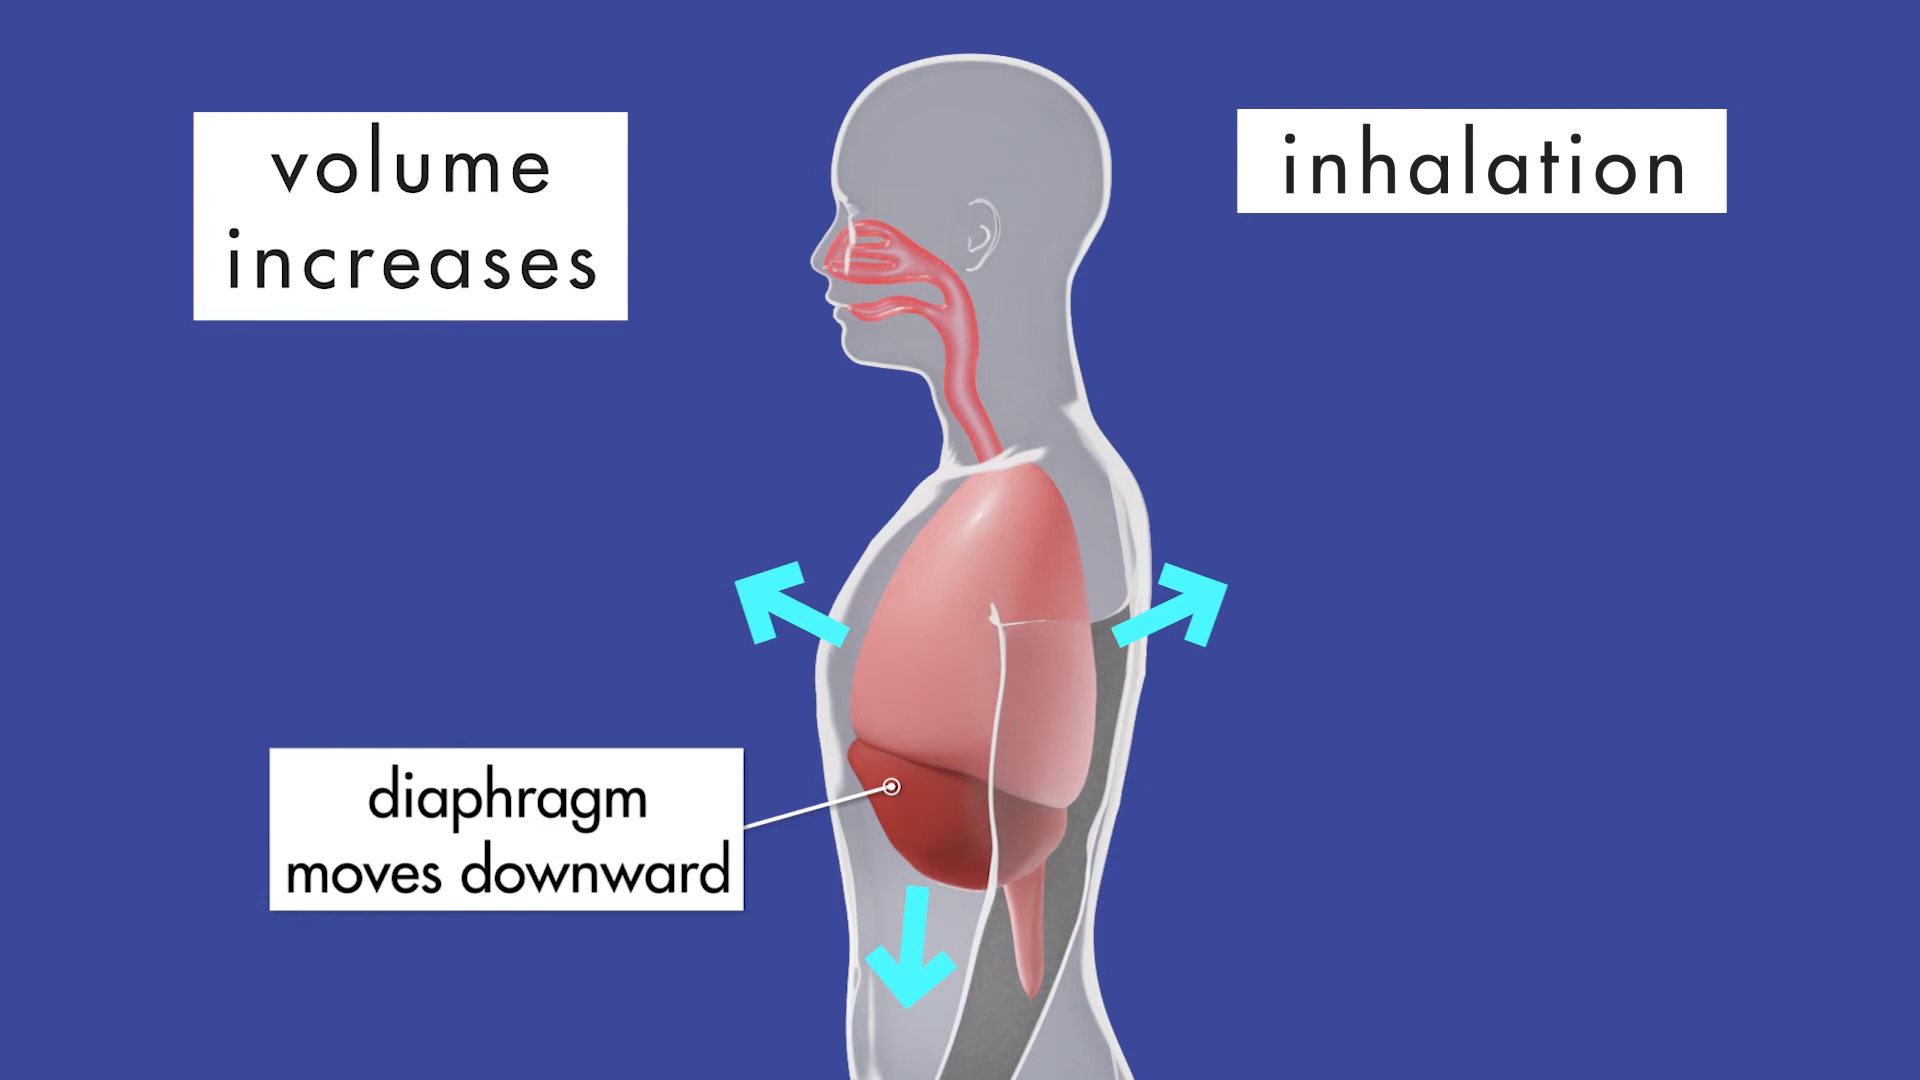 volume
increases
inhalation
diaphragm
moves downward